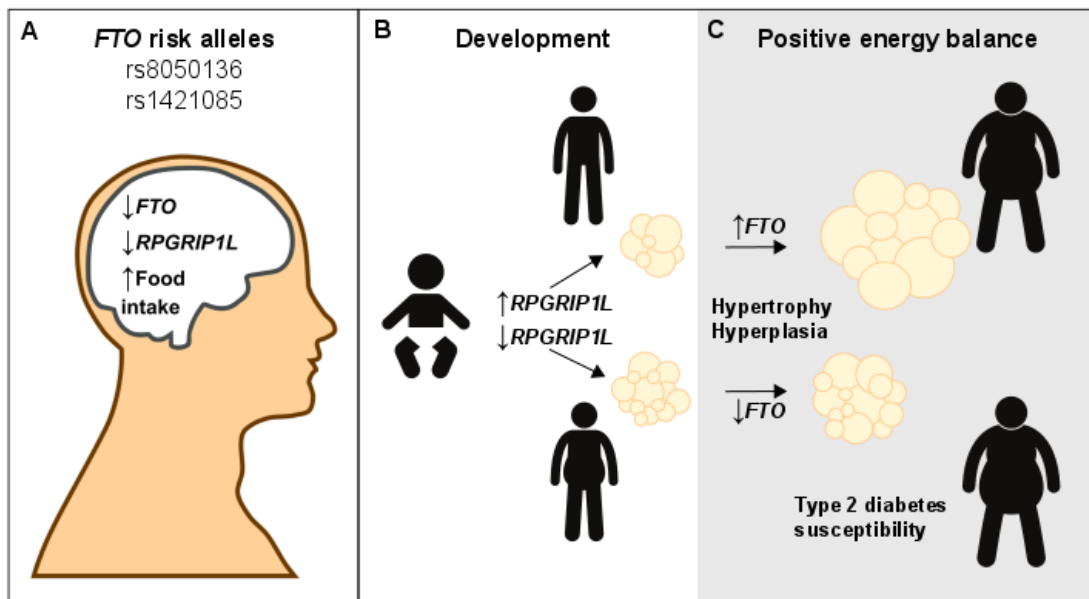 A
FTO risk alleles
rs8050136
rs1421085
↓FTO
↓RPGRIP1L
↑Food
intake
B
Development
↑RPGRIP1L
↓RPGRIP1L
C
Positive energy balance
↑FTO
Hypertrophy
Hyperplasia
↓FTO
Type 2 diabetes
susceptibility